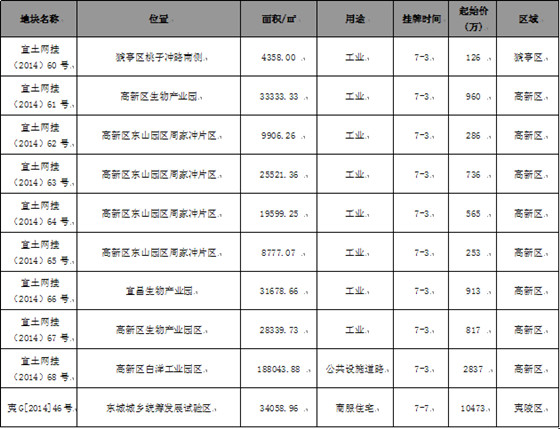 地块名称 位置 面积/㎡ 用途 挂牌时间 起始价(万) 区域
宜土网挂
(2014)60号 猇亭区桃子冲路南侧 4358.00 工业 7-3 126 猇亭区
宜土网挂
(2014)61号 高新区生物产业园 33333.33 工业 7-3 960 高新区
宜土网挂
(2014)62号 高新区东山园区周家冲片区 9906.26 工业 7-3 286 高新区
宜土网挂
(2014)63号 高新区东山园区周家冲片区 25521.36 工业 7-3 736 高新区
宜土网挂
(2014)64号 高新区东山园区周家冲片区 19599.25 工业 7-3 565 高新区
宜土网挂
(2014)65号 高新区东山园区周家冲片区 8777.07 工业 7-3 253 高新区
宜土网挂
(2014)66号 宜昌生物产业园 31678.66 工业 7-3 913 高新区
宜土网挂
(2014)67号 高新区生物产业园区 28339.73 工业 7-3 817 高新区
宜土网挂
(2014)68号 高新区白洋工业园区 188043.88 公共设施道路 7-3 2837 高新区
夷G[2014]46号 东城城乡统筹发展试验区 34058.96 商服住宅 7-7 10473 夷陵区